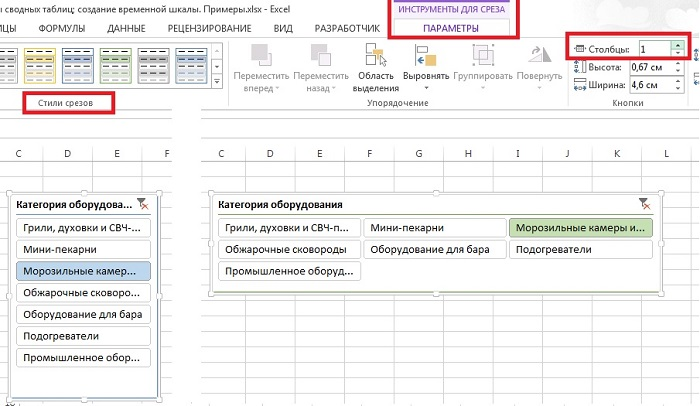 ы сводных таблиц; создание временной шкалы. Примеры.xlsx - Excel
ИНСТРУМЕНТЫ ДЛЯ СРЕЗА
ИЦЫ ФОРМУЛЫ ДАННЫЕ РЕЦЕНЗИРОВАНИЕ ВИД РАЗРАБОТЧИК ПАРАМЕТРЫ
Столбцы: 1
Высота: 0,67 см
Ширина: 4,6 см
Переместить вперед
Переместить назад
Область выделения
Выровнять
Группировать
Повернуть
Стили срезов
Упорядочение
Кнопки
C D E F
C D E F G H I J K L
Категория оборудова...
Грили, духовки и СВЧ-...
Мини-пекарни
Морозильные камер...
Обжарочные сковоро...
Оборудование для бара
Подогреватели
Промышленное обор...
Категория оборудования
Грили, духовки и СВЧ-п... Мини-пекарни Морозильные камеры и...
Обжарочные сковороды Оборудование для бара Подогреватели
Промышленное оборуд...